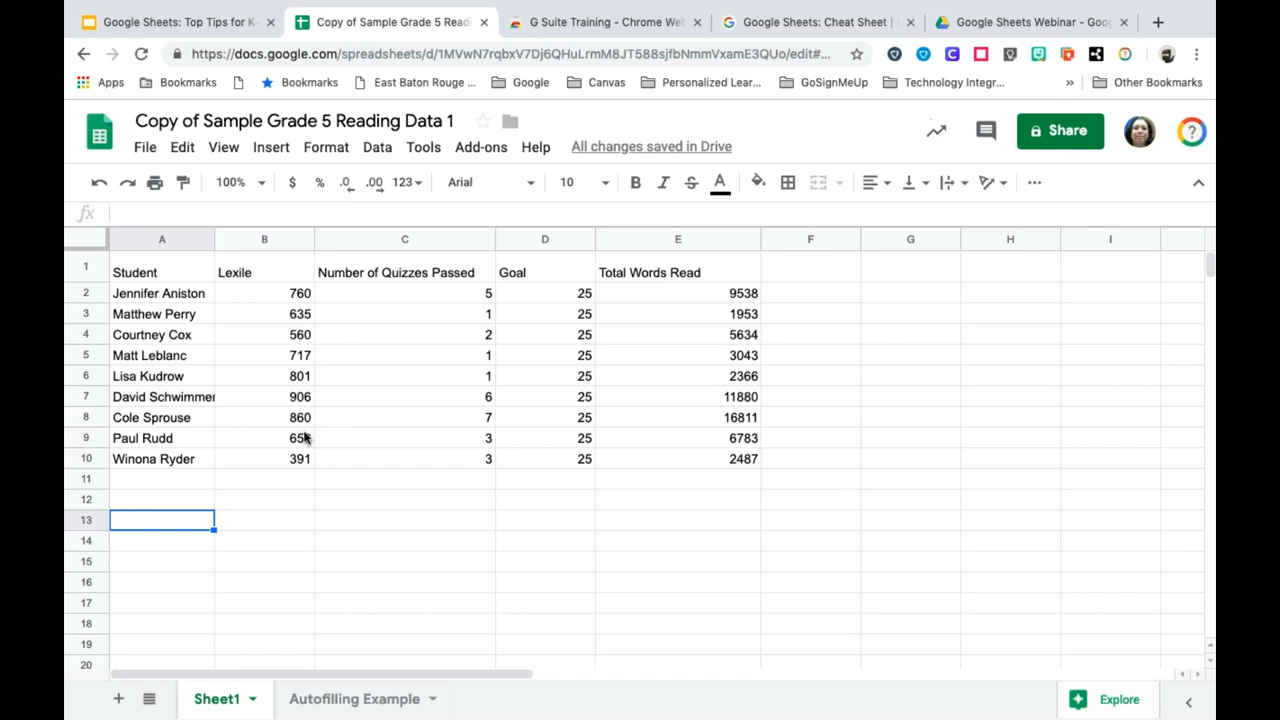 Google Sheets: Top Tips for K-
Copy of Sample Grade 5 Readi
G Suite Training - Chrome Web
Google Sheets: Cheat Sheet |
Google Sheets Webinar - Goog
https://docs.google.com/spreadsheets/d/1MVwN7rqbxV7Dj6QHuLrmM8JT588sjfbNmmVxamE3QUo/edit#...
Apps Bookmarks Bookmarks East Baton Rouge ... Google Canvas Personalized Lear... GoSignMeUp Technology Integr... » Other Bookmarks
Copy of Sample Grade 5 Reading Data 1
Share
File Edit View Insert Format Data Tools Add-ons Help All changes saved in Drive
100% $ % .0 .00 123 Arial 10 B I S A
fx
A B C D E F G H I
1 Student Lexile Number of Quizzes Passed Goal Total Words Read
2 Jennifer Aniston 760 5 25 9538
3 Matthew Perry 635 1 25 1953
4 Courtney Cox 560 2 25 5634
5 Matt Leblanc 717 1 25 3043
6 Lisa Kudrow 801 1 25 2366
7 David Schwimmer 906 6 25 11880
8 Cole Sprouse 860 7 25 16811
9 Paul Rudd 3 25 6783
10 Winona Ryder 391 3 25 2487
11
12
13
14
15
16
17
18
19
20
Sheet1 Autofilling Example Explore